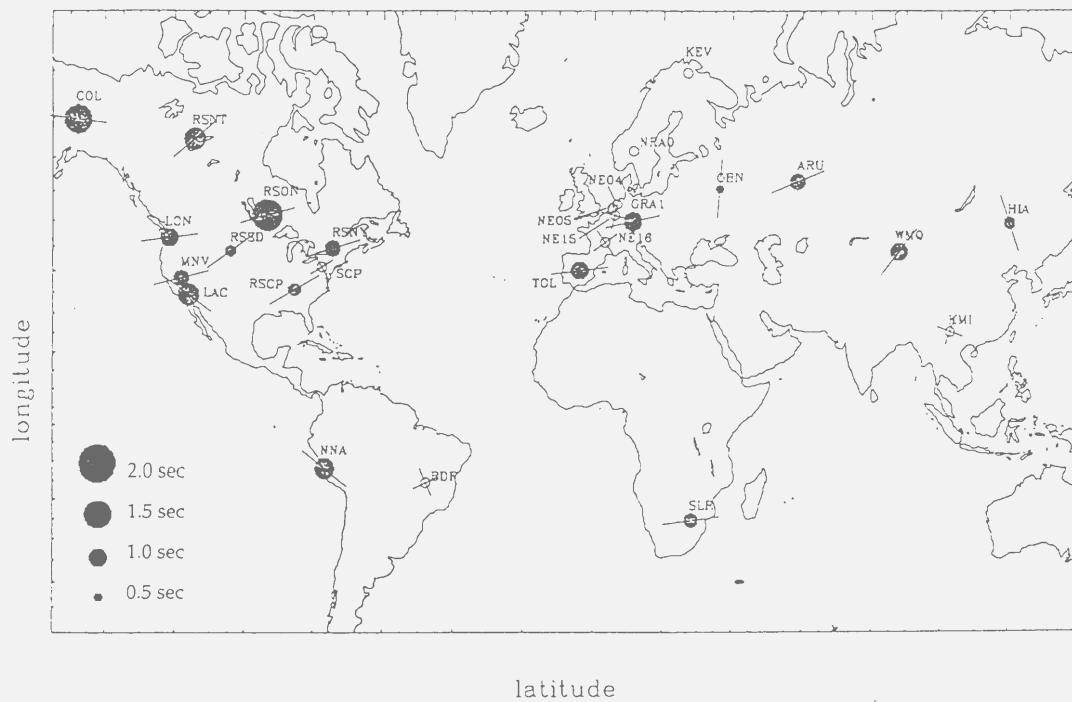 KEV
COL
RSNT
NRA0
NE04
OBN
ARU
RSON
GRA1
LON
NE05
HIA
RSSD
RSNY
NE15
NE16
WMQ
MNV
SCP
TOL
LAC
RSCP
KMI
longitude
NNA
BDF
2.0 sec
SLR
1.5 sec
1.0 sec
0.5 sec
latitude